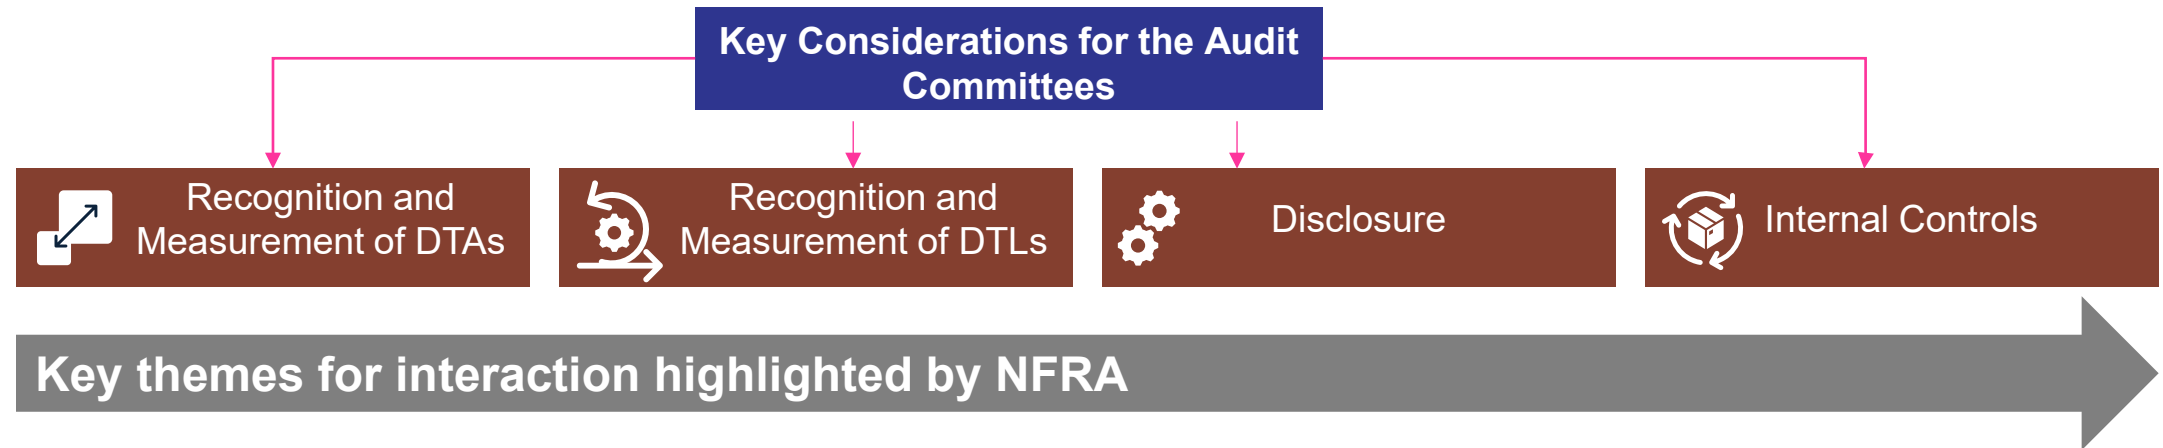 Key Considerations for the Audit
Committees
Recognition and
Measurement of DTAs
Recognition and
Measurement of DTLs
Disclosure
Internal Controls
Key themes for interaction highlighted by NFRA